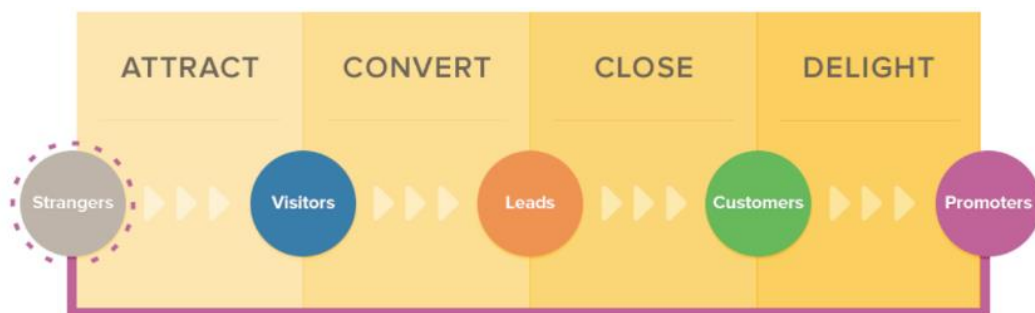 ATTRACT CONVERT CLOSE DELIGHT
Strangers Visitors Leads Customers Promoters